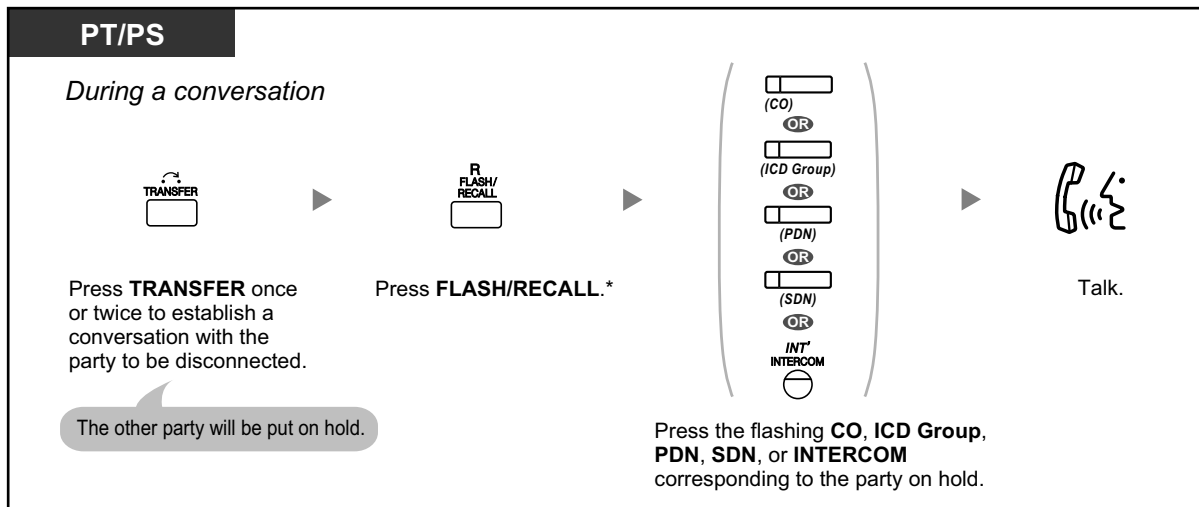 PT/PS
During a conversation
TRANSFER
Press TRANSFER once
or twice to establish a
conversation with the
party to be disconnected.
The other party will be put on hold.
R
FLASH/
RECALL
Press FLASH/RECALL.*
(CO)
OR
(ICD Group)
OR
(PDN)
OR
(SDN)
OR
INT'
INTERCOM
Press the flashing CO, ICD Group,
PDN, SDN, or INTERCOM
corresponding to the party on hold.
Talk.